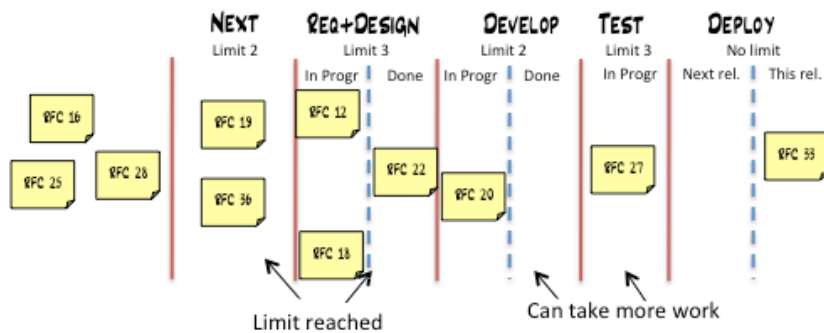 NEXT REQ+DESIGN DEVELOP TEST DEPLOY
Limit 2 Limit 3 Limit 2 Limit 3 No limit
In Progr Done In Progr Done In Progr Next rel. This rel.
RFC 16 RFC 19 RFC 12
RFC 25 RFC 28 RFC 22 RFC 27 RFC 33
RFC 36 RFC 20
RFC 18
Limit reached Can take more work